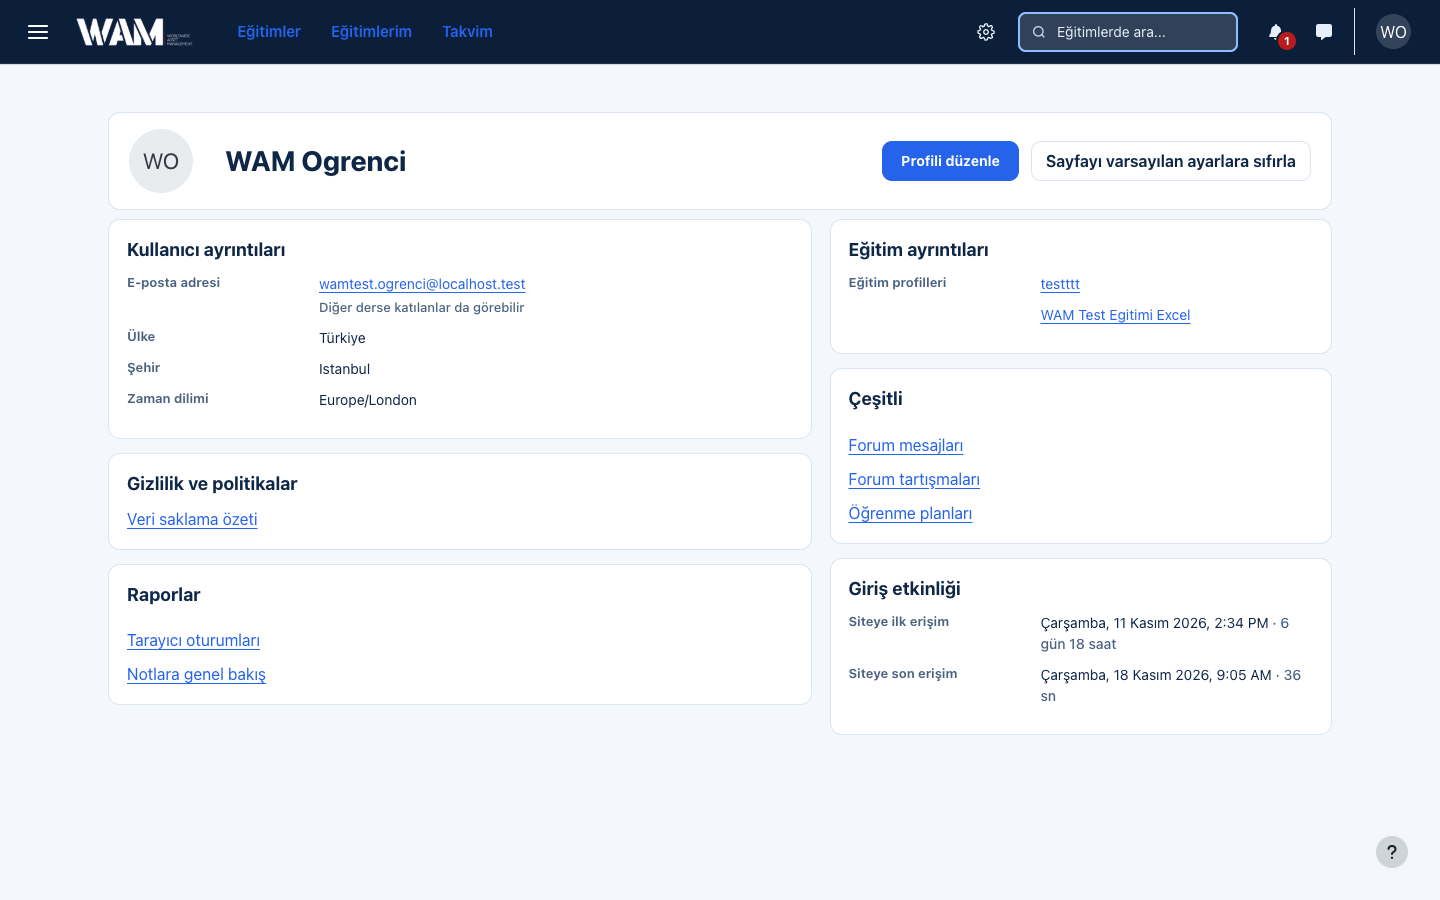 WAM
WORLDWIDE
ASSET
MANAGEMENT
Eğitimler
Eğitimlerim
Takvim
Eğitimlerde ara...
1
WO
WO
WAM Ogrenci
Profili düzenle
Sayfayı varsayılan ayarlara sıfırla
Kullanıcı ayrıntıları
E-posta adresi
wamtest.ogrenci@localhost.test
Diğer derse katılanlar da görebilir
Ülke
Türkiye
Şehir
Istanbul
Zaman dilimi
Europe/London
Gizlilik ve politikalar
Veri saklama özeti
Raporlar
Tarayıcı oturumları
Notlara genel bakış
Eğitim ayrıntıları
Eğitim profilleri
testttt
WAM Test Egitimi Excel
Çeşitli
Forum mesajları
Forum tartışmaları
Öğrenme planları
Giriş etkinliği
Siteye ilk erişim
Çarşamba, 11 Kasım 2026, 2:34 PM · 6
gün 18 saat
Siteye son erişim
Çarşamba, 18 Kasım 2026, 9:05 AM · 36
sn
?